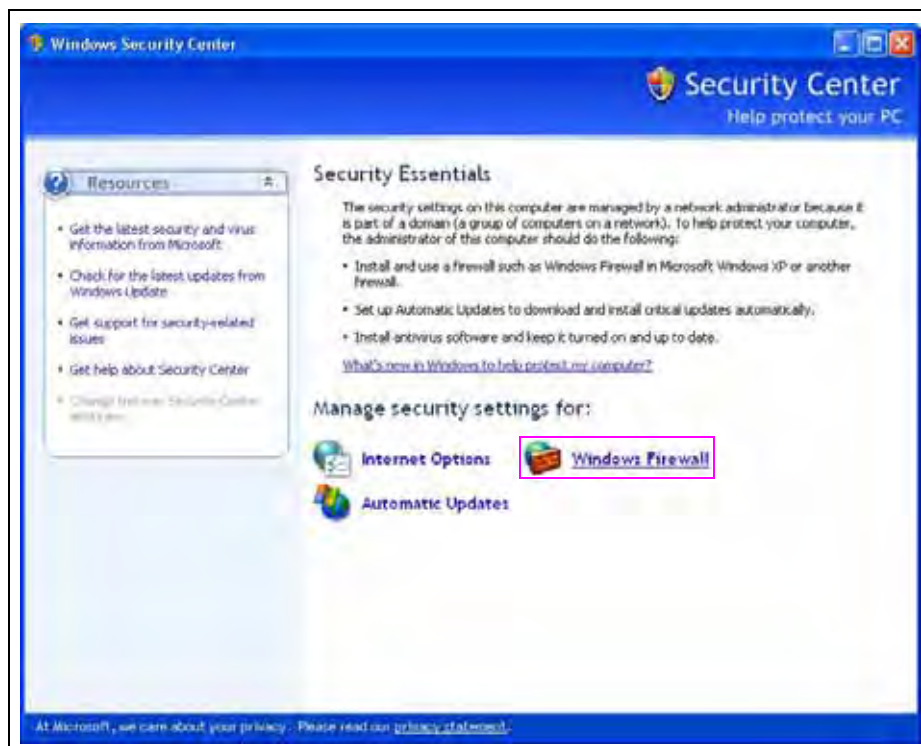 Windows Security Center
Security Center
Help protect your PC
Resources
• Get the latest security and virus
information from Microsoft
• Check for the latest updates from
Windows Update
• Get support for security-related
issues
• Get help about Security Center
• Change the way Security Center
alerts me
Security Essentials
The security settings on this computer are managed by a network administrator because it
is part of a domain (a group of computers on a network). To help protect your computer,
the administrator of this computer should do the following:
• Install and use a firewall such as Windows Firewall in Microsoft Windows XP or another
firewall.
• Set up Automatic Updates to download and install critical updates automatically.
• Install antivirus software and keep it turned on and up to date.
What's new in Windows to help protect my computer?
Manage security settings for:
Internet Options
Windows Firewall
Automatic Updates
At Microsoft, we care about your privacy. Please read our privacy statement.